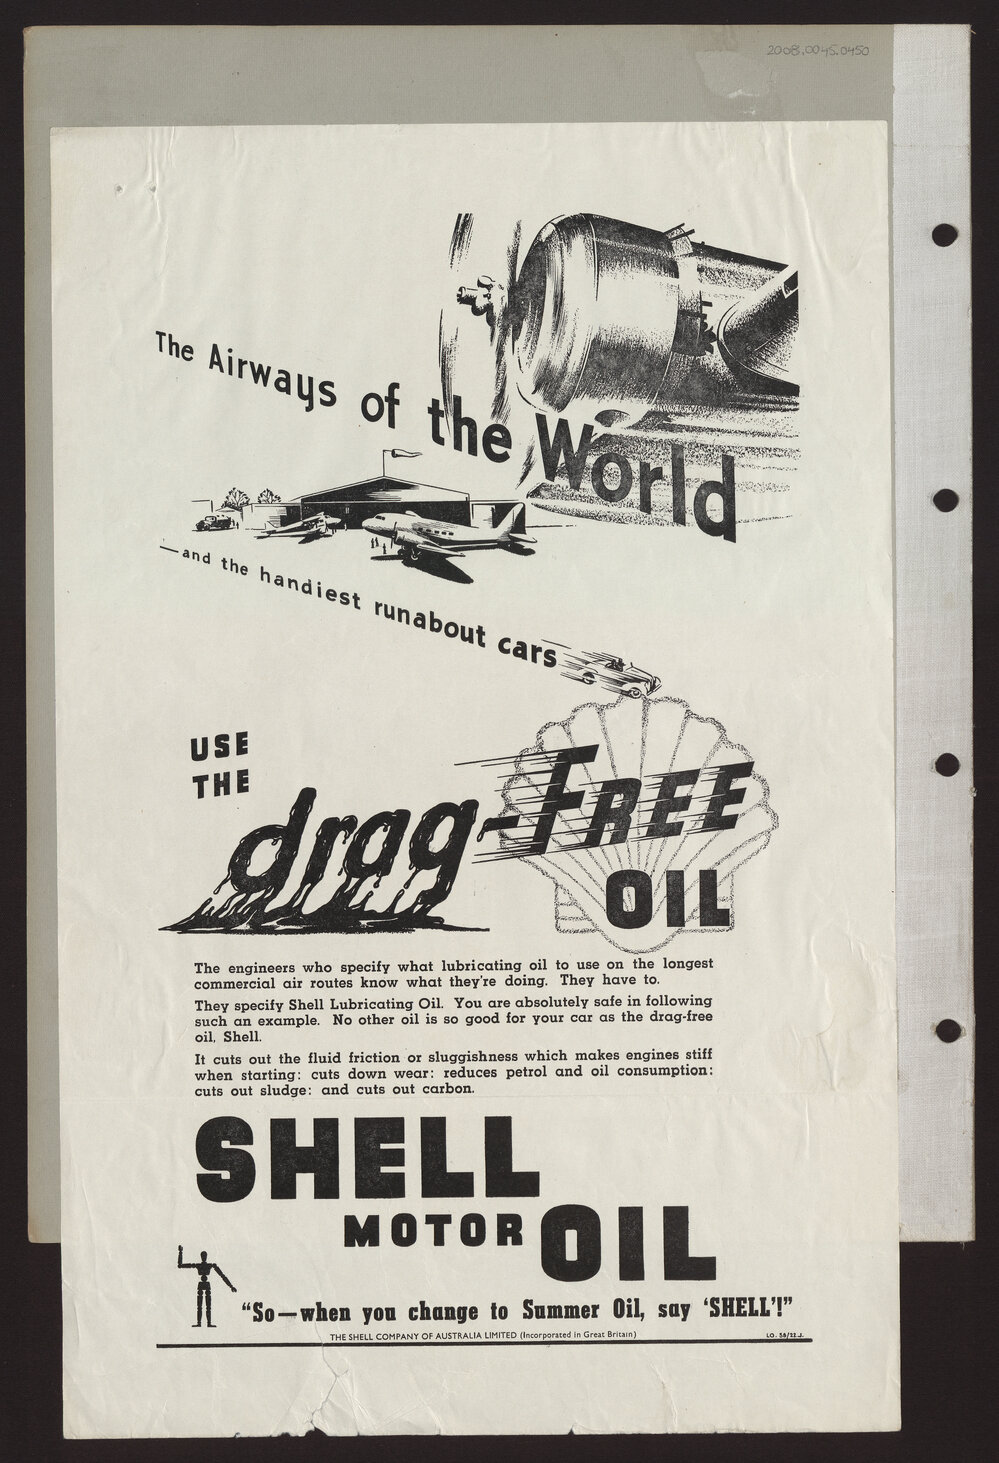 2008.0045.0450
The Airways of the World
—and the handiest runabout cars
USE
THE
drag-FREE
OIL
The engineers who specify what lubricating oil to use on the longest
commercial air routes know what they're doing. They have to.
They specify Shell Lubricating Oil. You are absolutely safe in following
such an example. No other oil is so good for your car as the drag-free
oil, Shell.
It cuts out the fluid friction or sluggishness which makes engines stiff
when starting: cuts down wear: reduces petrol and oil consumption:
cuts out sludge: and cuts out carbon.
SHELL
MOTOR OIL
"So—when you change to Summer Oil, say 'SHELL'!"
THE SHELL COMPANY OF AUSTRALIA LIMITED (Incorporated in Great Britain)
LO. 38/22.J.